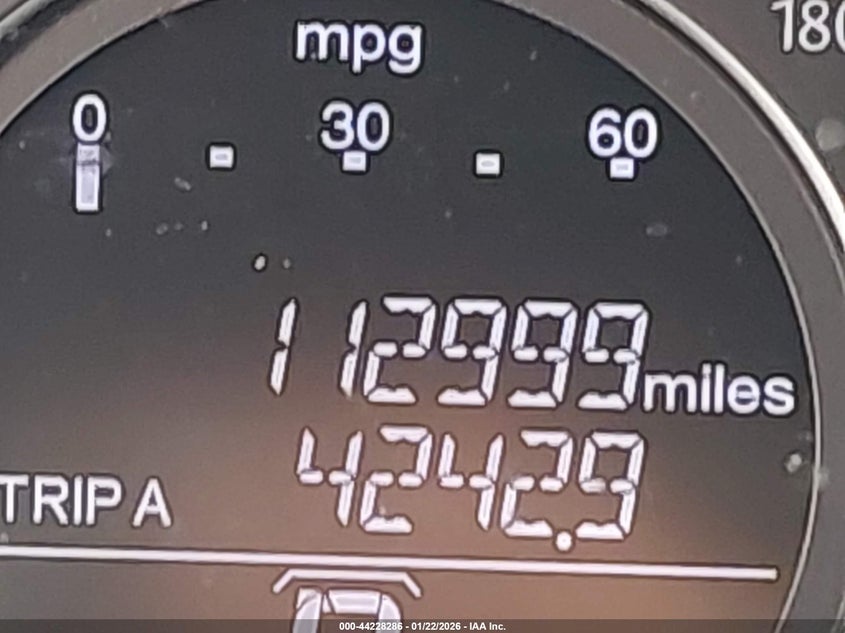 180
mpg
0 30 60
112999 miles
TRIP A 4242.9
000-44228286 - 01/22/2026 - IAA Inc.